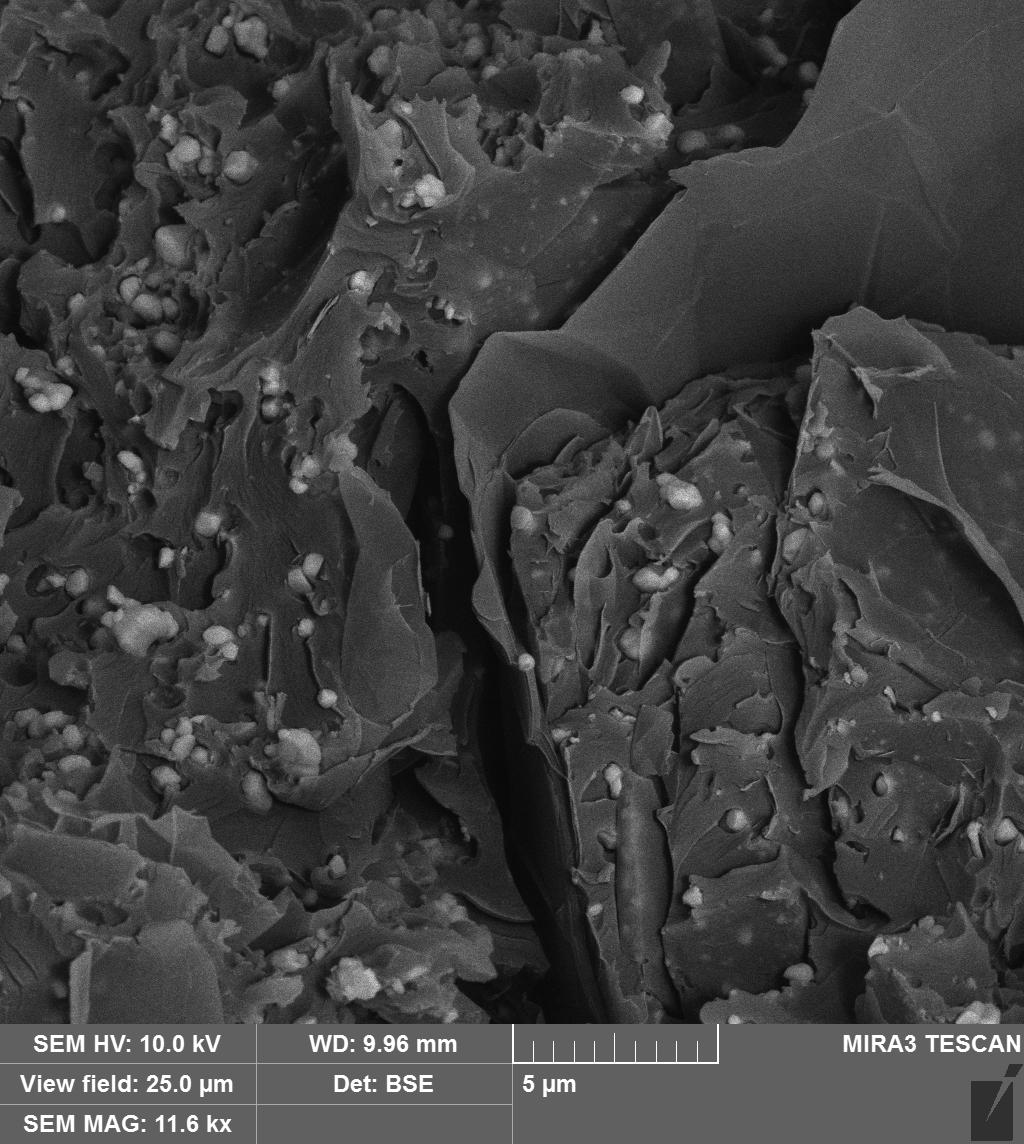 SEM HV: 10.0 kV
WD: 9.96 mm
MIRA3 TESCAN
View field: 25.0 µm
Det: BSE
5 µm
SEM MAG: 11.6 kx